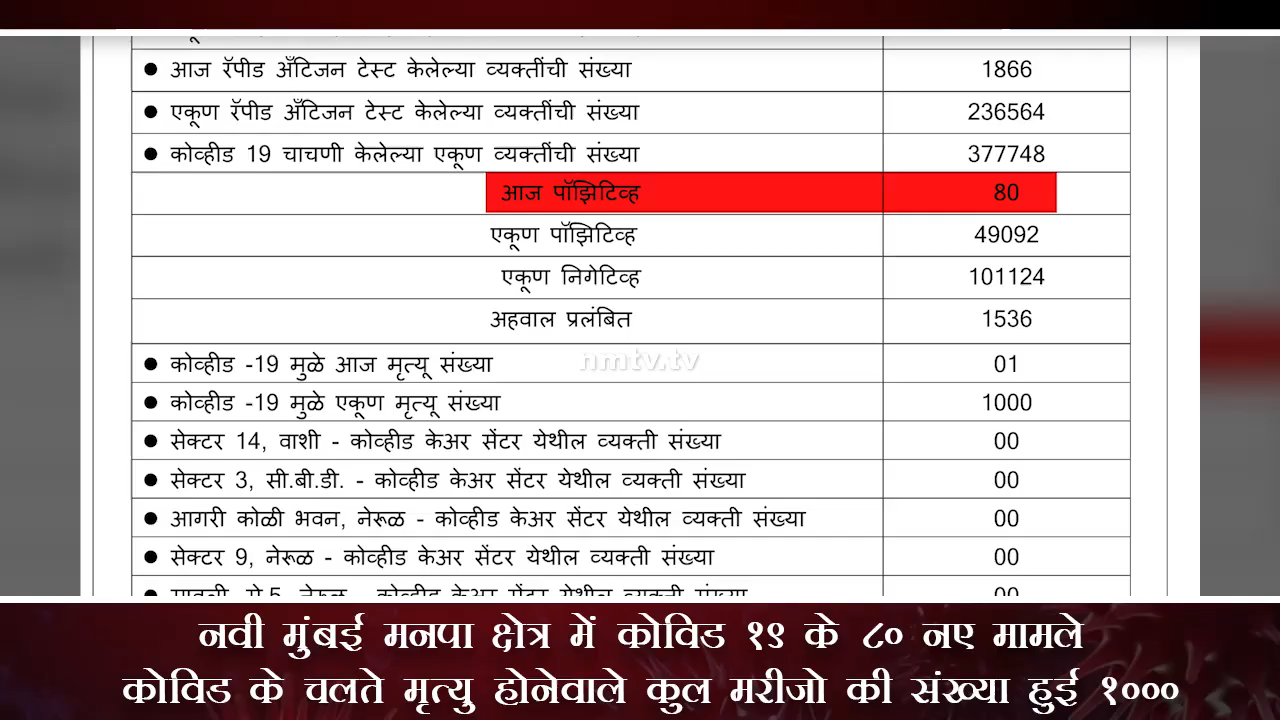 आज रॅपीड अँटिजन टेस्ट केलेल्या व्यक्तींची संख्या 1866
एकूण रॅपीड अँटिजन टेस्ट केलेल्या व्यक्तींची संख्या 236564
कोव्हीड 19 चाचणी केलेल्या एकूण व्यक्तींची संख्या 377748
आज पॉझिटिव्ह 80
एकूण पॉझिटिव्ह 49092
एकूण निगेटिव्ह 101124
अहवाल प्रलंबित 1536
कोव्हीड -19 मुळे आज मृत्यू संख्या 01
nmtv.tv
कोव्हीड -19 मुळे एकूण मृत्यू संख्या 1000
सेक्टर 14, वाशी - कोव्हीड केअर सेंटर येथील व्यक्ती संख्या 00
सेक्टर 3, सी.बी.डी. - कोव्हीड केअर सेंटर येथील व्यक्ती संख्या 00
आगरी कोळी भवन, नेरूळ - कोव्हीड केअर सेंटर येथील व्यक्ती संख्या 00
सेक्टर 9, नेरूळ - कोव्हीड केअर सेंटर येथील व्यक्ती संख्या 00
नवी मुंबई मनपा क्षेत्र में कोविड १९ के ८० नए मामले
कोविड के चलते मृत्यु होनेवाले कुल मरीजो की संख्या हुई १०००